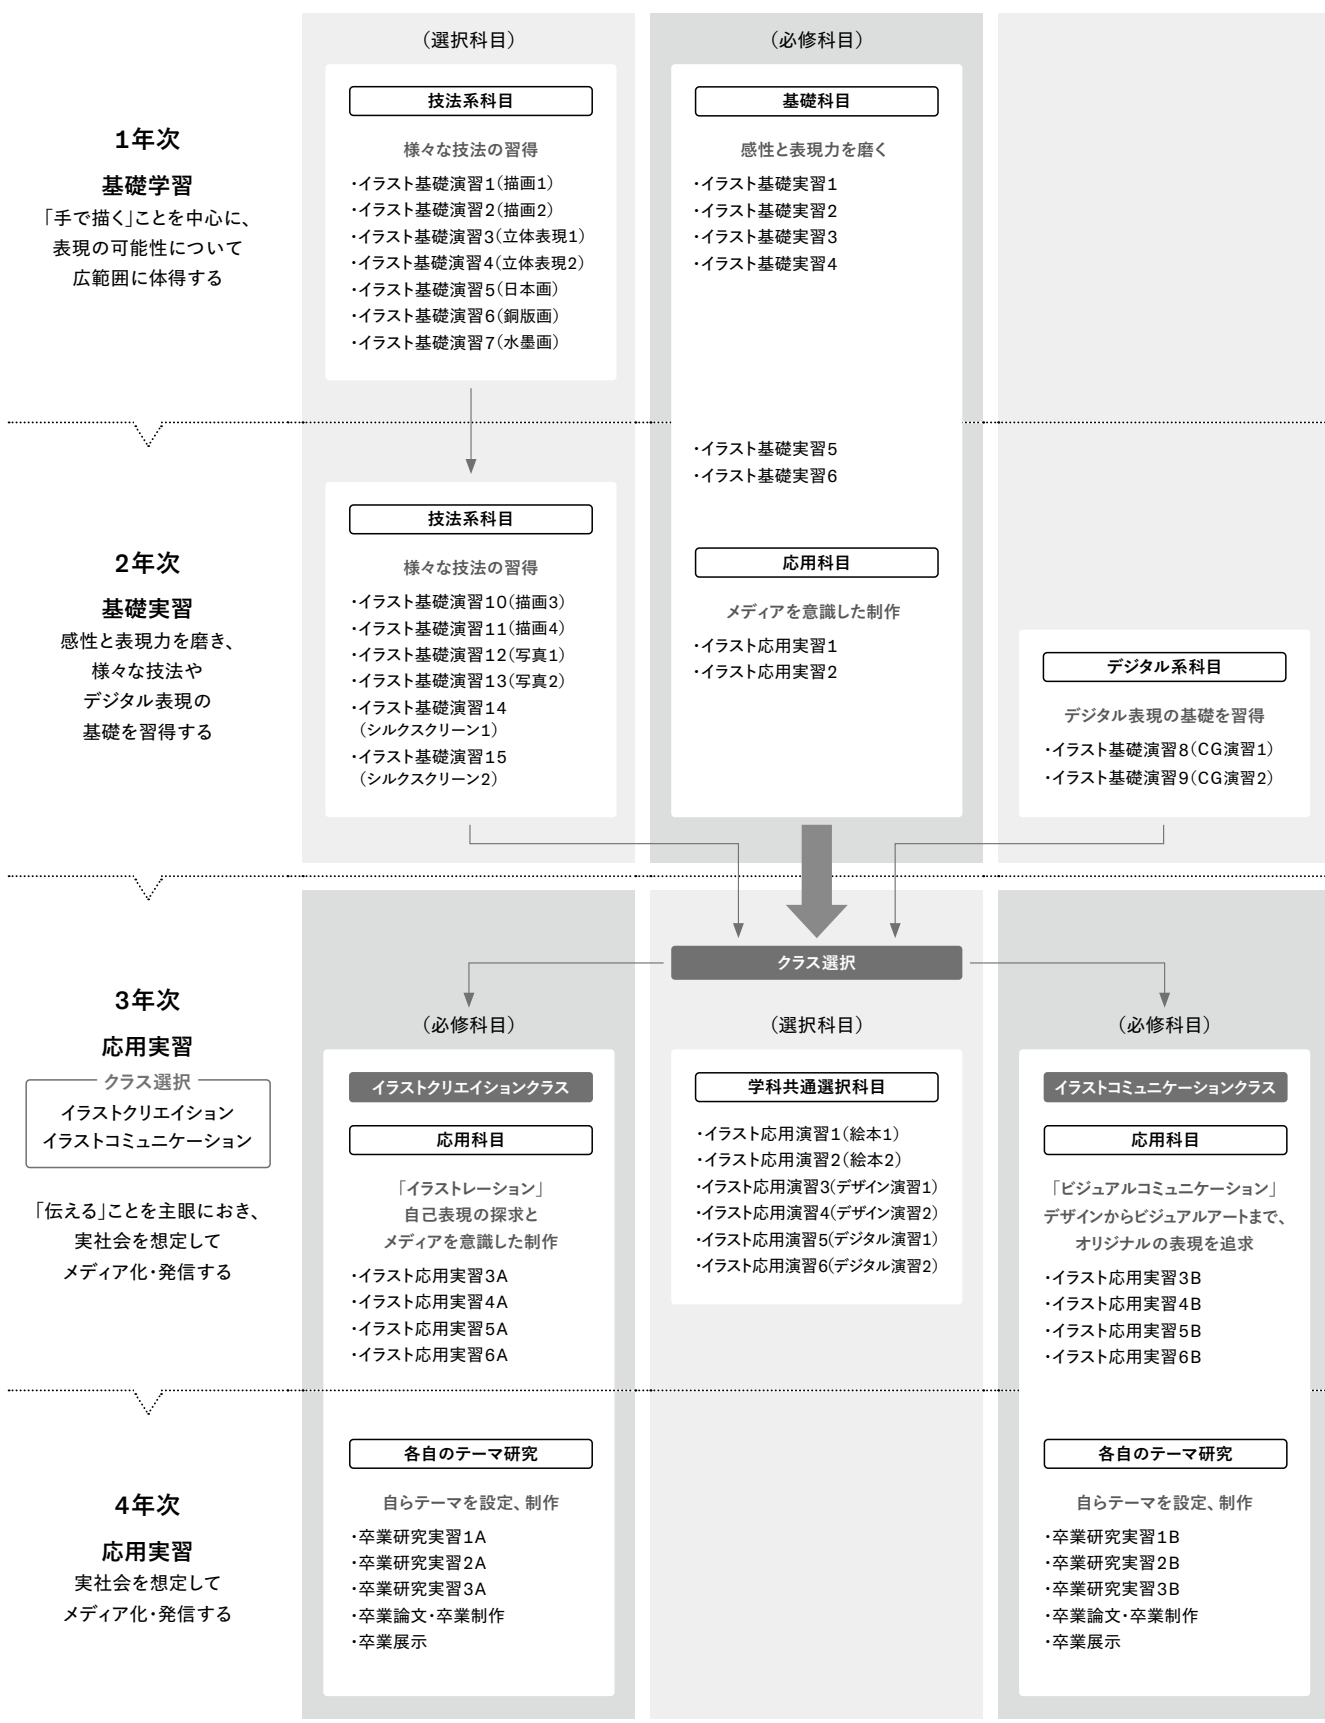 1年次
基礎学習
「手で描く」ことを中心に、
表現の可能性について
広範囲に体得する
（選択科目）
技法系科目
様々な技法の習得
・イラスト基礎演習1（描画1）
・イラスト基礎演習2（描画2）
・イラスト基礎演習3（立体表現1）
・イラスト基礎演習4（立体表現2）
・イラスト基礎演習5（日本画）
・イラスト基礎演習6（銅版画）
・イラスト基礎演習7（水墨画）
（必修科目）
基礎科目
感性と表現力を磨く
・イラスト基礎実習1
・イラスト基礎実習2
・イラスト基礎実習3
・イラスト基礎実習4
2年次
基礎実習
感性と表現力を磨き、
様々な技法や
デジタル表現の
基礎を習得する
技法系科目
様々な技法の習得
・イラスト基礎演習10（描画3）
・イラスト基礎演習11（描画4）
・イラスト基礎演習12（写真1）
・イラスト基礎演習13（写真2）
・イラスト基礎演習14
（シルクスクリーン1）
・イラスト基礎演習15
（シルクスクリーン2）
・イラスト基礎実習5
・イラスト基礎実習6
応用科目
メディアを意識した制作
・イラスト応用実習1
・イラスト応用実習2
デジタル系科目
デジタル表現の基礎を習得
・イラスト基礎演習8（CG演習1）
・イラスト基礎演習9（CG演習2）
クラス選択
3年次
応用実習
クラス選択
イラストクリエイション
イラストコミュニケーション
「伝える」ことを主眼におき、
実社会を想定して
メディア化・発信する
（必修科目）
イラストクリエイションクラス
応用科目
「イラストレーション」
自己表現の探求と
メディアを意識した制作
・イラスト応用実習3A
・イラスト応用実習4A
・イラスト応用実習5A
・イラスト応用実習6A
（選択科目）
学科共通選択科目
・イラスト応用演習1（絵本1）
・イラスト応用演習2（絵本2）
・イラスト応用演習3（デザイン演習1）
・イラスト応用演習4（デザイン演習2）
・イラスト応用演習5（デジタル演習1）
・イラスト応用演習6（デジタル演習2）
（必修科目）
イラストコミュニケーションクラス
応用科目
「ビジュアルコミュニケーション」
デザインからビジュアルアートまで、
オリジナルの表現を追求
・イラスト応用実習3B
・イラスト応用実習4B
・イラスト応用実習5B
・イラスト応用実習6B
4年次
応用実習
実社会を想定して
メディア化・発信する
各自のテーマ研究
自らテーマを設定、制作
・卒業研究実習1A
・卒業研究実習2A
・卒業研究実習3A
・卒業論文・卒業制作
・卒業展示
各自のテーマ研究
自らテーマを設定、制作
・卒業研究実習1B
・卒業研究実習2B
・卒業研究実習3B
・卒業論文・卒業制作
・卒業展示